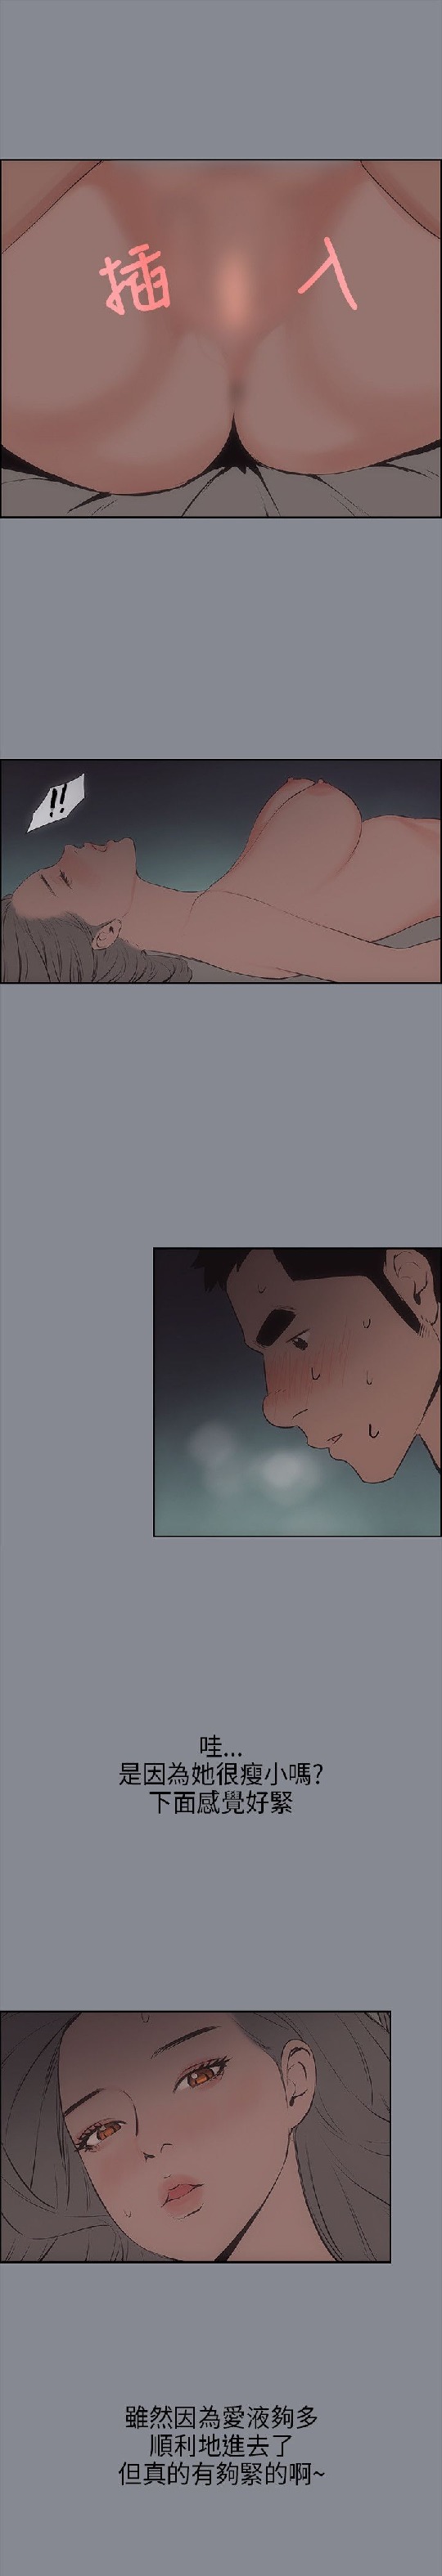 插入
!!
哇...
是因為她很瘦小嗎?
下面感覺好緊
雖然因為愛液夠多
順利地進去了
但真的有夠緊的啊~